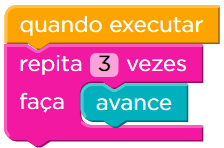 quando executar
repita 3 vezes
faça avance